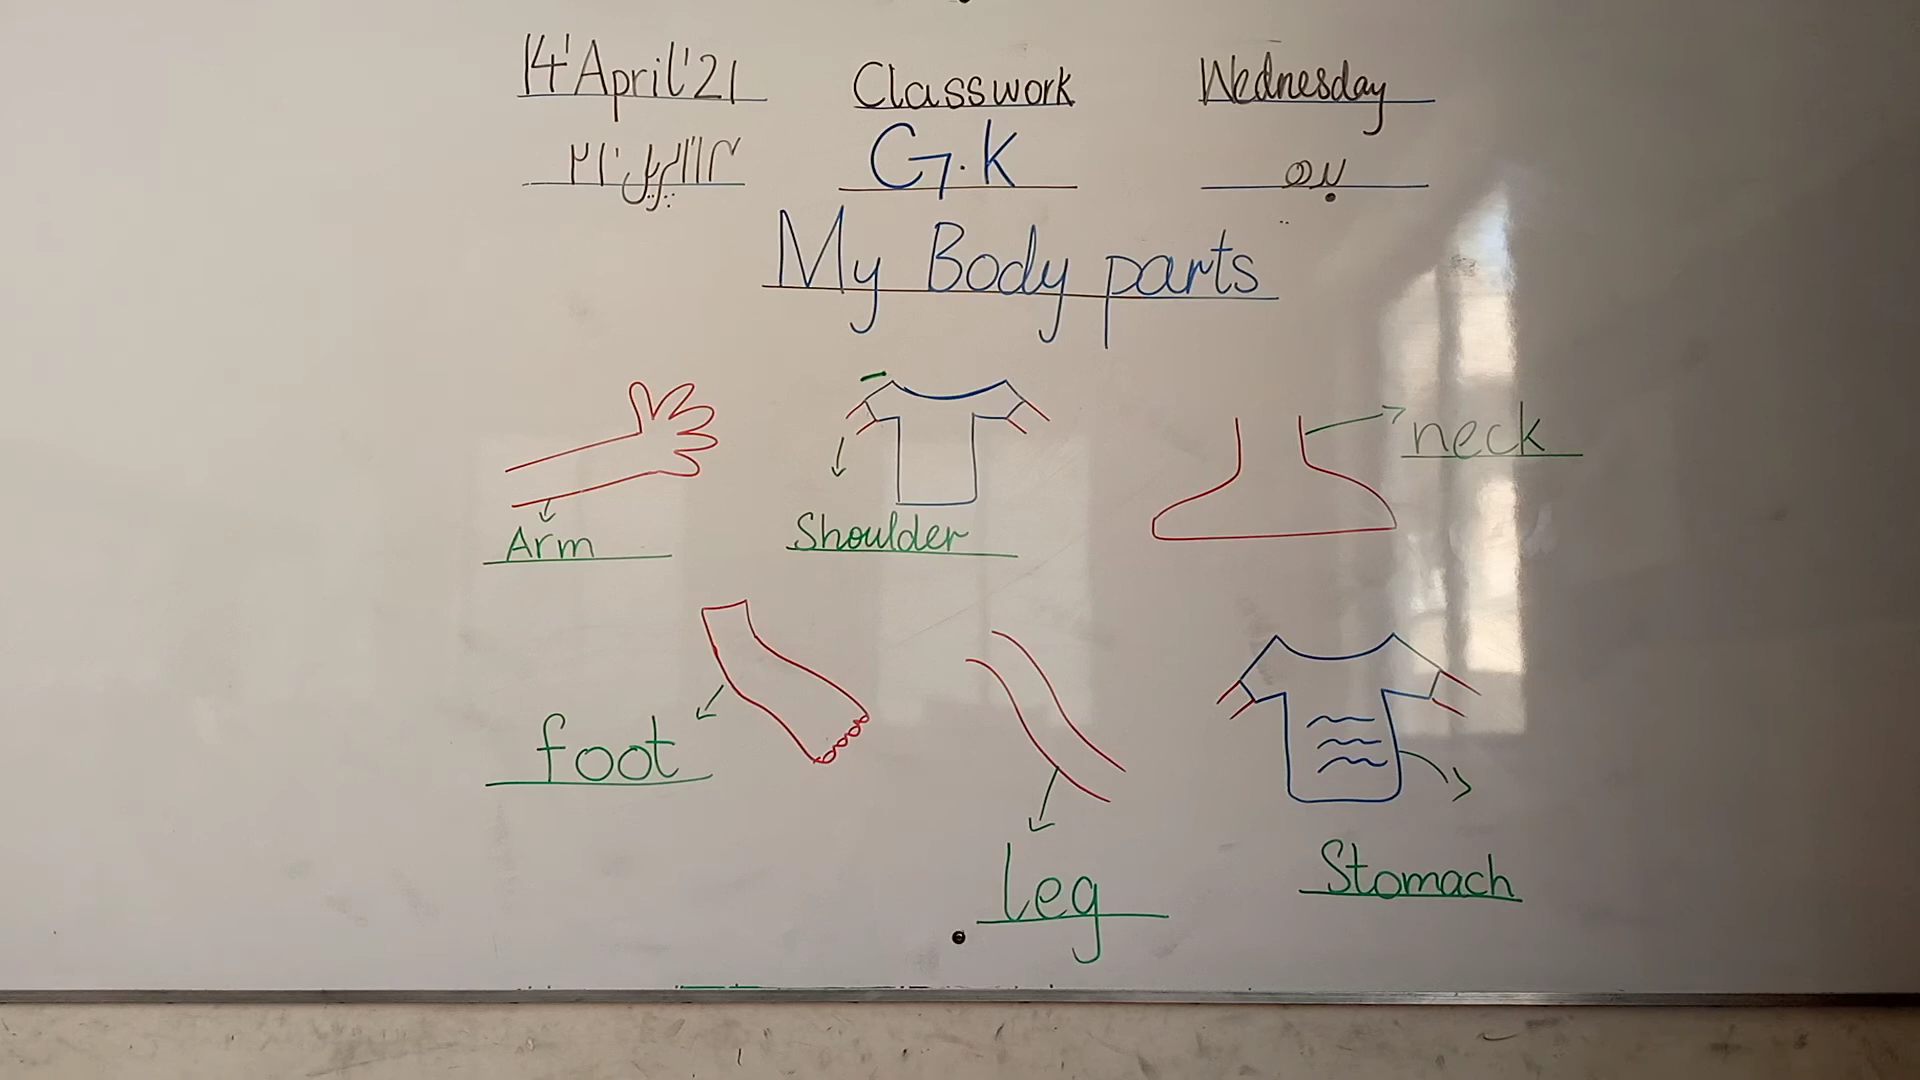 14 April'21 Classwork Wednesday
۱۴ اپریل'۲۱ G.K بدھ
My Body parts
neck
Arm Shoulder
foot
leg Stomach